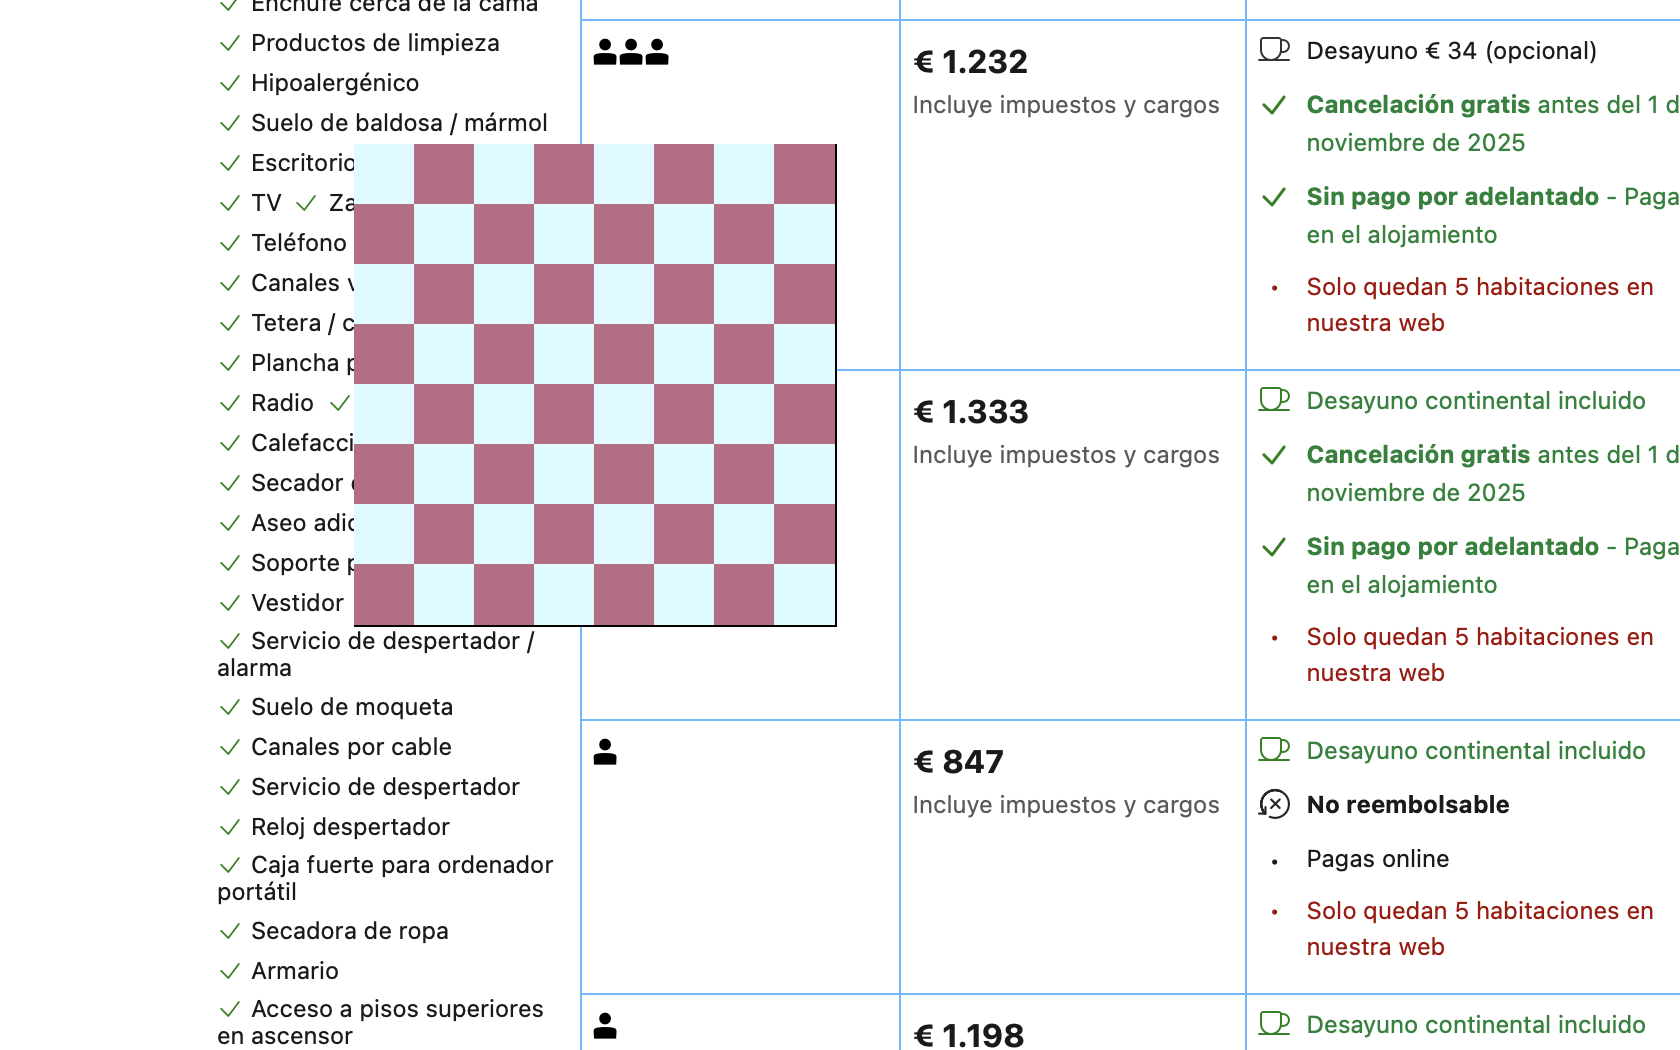 Enchufe cerca de la cama
Productos de limpieza
Hipoalergénico
Suelo de baldosa / mármol
Escritorio
TV
Teléfono
Canales
Tetera /
Plancha
Radio
Secador
Aseo
Soporte
Vestidor
Servicio de despertador /
alarma
Suelo de moqueta
Canales por cable
Servicio de despertador
Reloj despertador
Caja fuerte para ordenador
portátil
Secadora de ropa
Armario
Acceso a pisos superiores
en ascensor
€ 1.232
Incluye impuestos y cargos
Desayuno € 34 (opcional)
Cancelación gratis antes del 1
noviembre de 2025
Sin pago por adelantado - Paga
en el alojamiento
• Solo quedan 5 habitaciones en
nuestra web
€ 1.333
Incluye impuestos y cargos
Desayuno continental incluido
Cancelación gratis antes del 1
noviembre de 2025
Sin pago por adelantado - Paga
en el alojamiento
• Solo quedan 5 habitaciones en
nuestra web
€ 847
Incluye impuestos y cargos
Desayuno continental incluido
No reembolsable
• Pagas online
• Solo quedan 5 habitaciones en
nuestra web
€ 1.198
Desayuno continental incluido